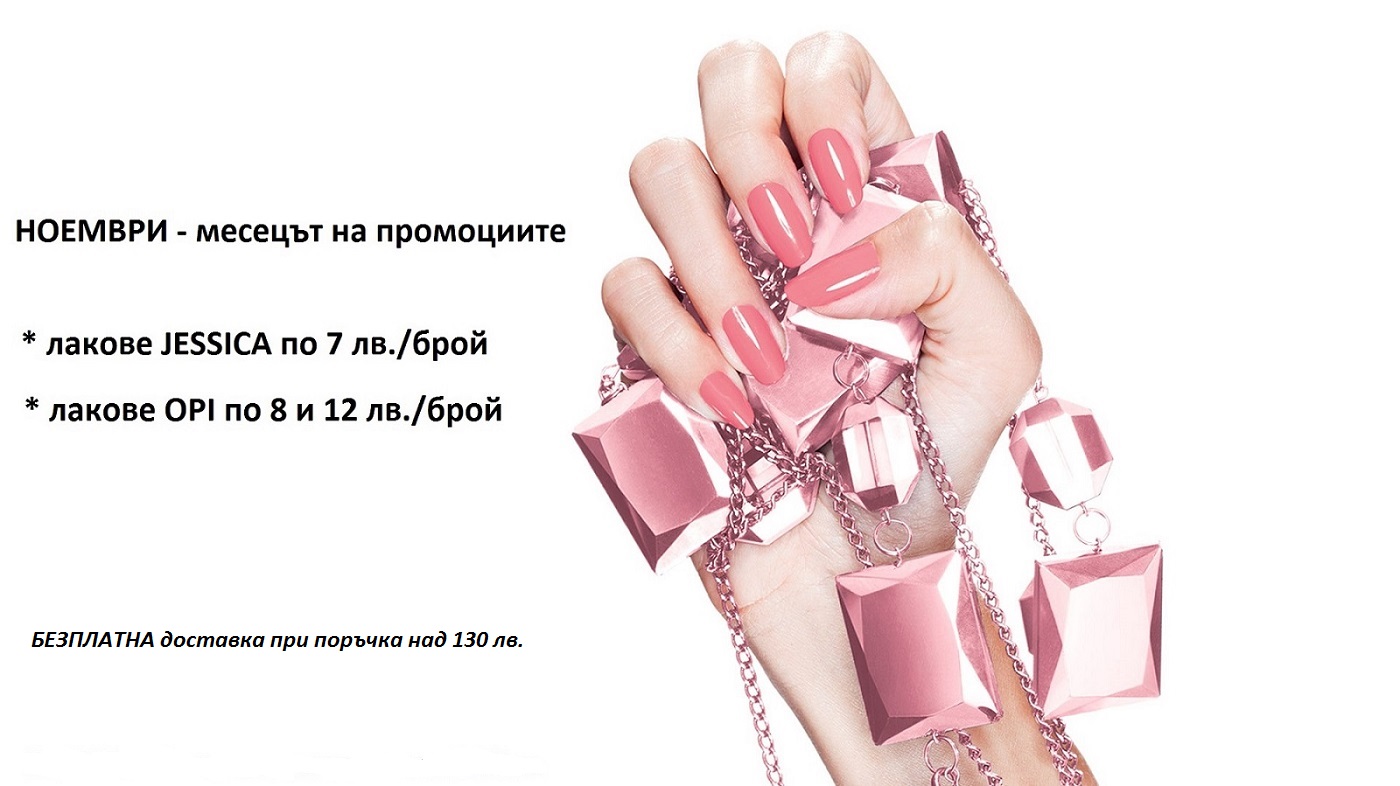 НОЕМВРИ - месецът на промоциите
* лакове JESSICA по 7 лв./брой
* лакове OPI по 8 и 12 лв./брой
БЕЗПЛАТНА доставка при поръчка над 130 лв.